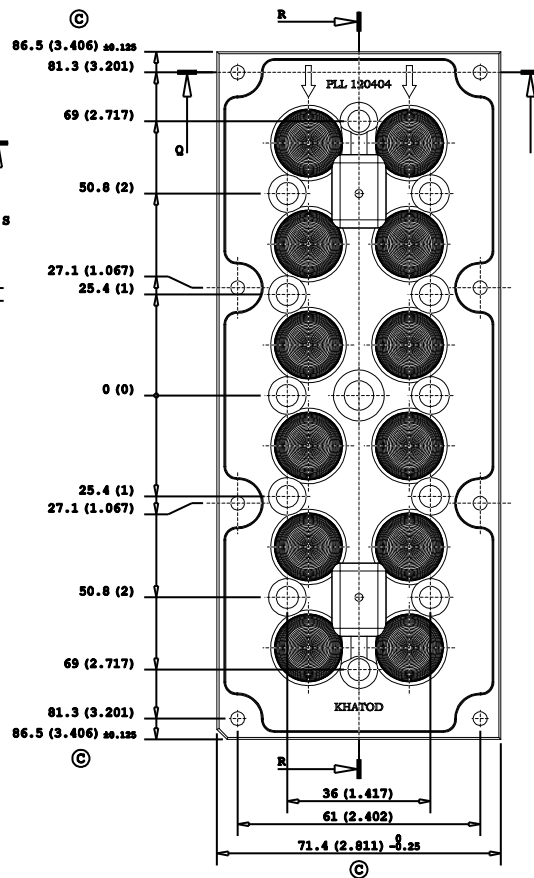 R
©
86.5 (3.406) ±0.125
81.3 (3.201)
PLL 120404
69 (2.717)
Q
50.8 (2)
S
27.1 (1.067)
25.4 (1)
0 (0)
25.4 (1)
27.1 (1.067)
50.8 (2)
69 (2.717)
KHATOD
81.3 (3.201)
86.5 (3.406) ±0.125
©
R
36 (1.417)
61 (2.402)
71.4 (2.811) 0 -0.25
©